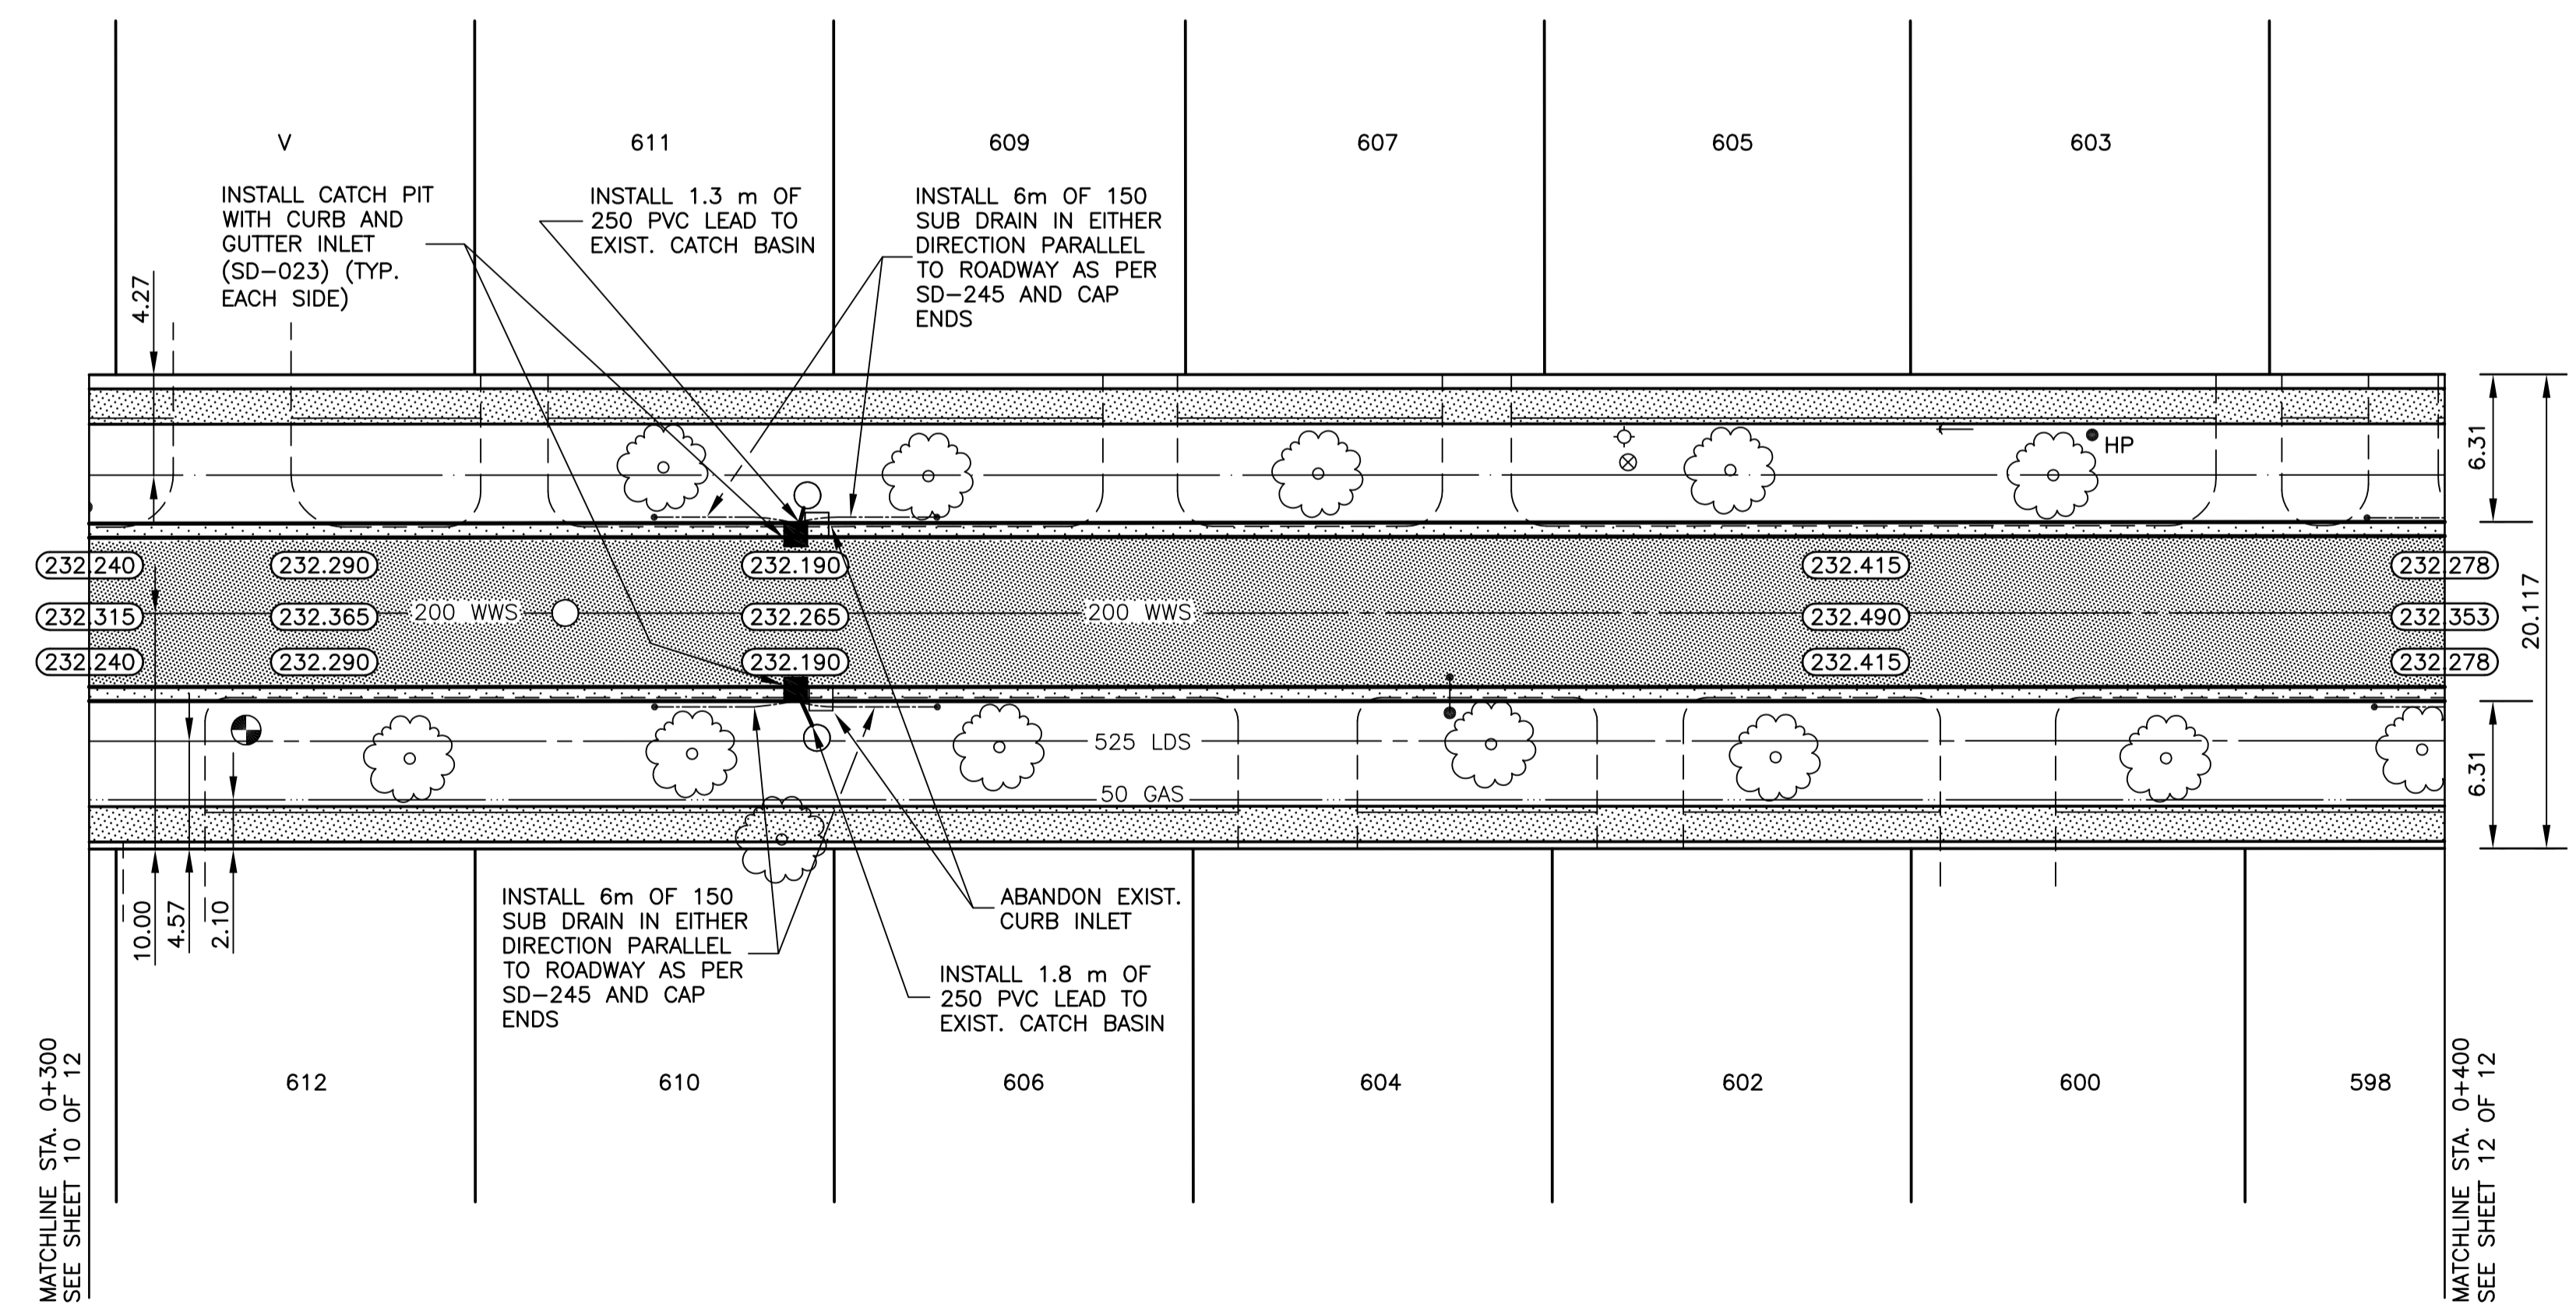 V
611
609
607
605
603
INSTALL CATCH PIT
WITH CURB AND
GUTTER INLET
(SD-023) (TYP.
EACH SIDE)
INSTALL 1.3 m OF
250 PVC LEAD TO
EXIST. CATCH BASIN
INSTALL 6m OF 150
SUB DRAIN IN EITHER
DIRECTION PARALLEL
TO ROADWAY AS PER
SD-245 AND CAP
ENDS
4.27
HP
6.31
232.240
232.290
232.190
232.415
232.278
232.315
232.365
200 WWS
232.265
200 WWS
232.490
232.353
20.117
232.240
232.290
232.190
232.415
232.278
525 LDS
50 GAS
6.31
10.00
4.57
2.10
INSTALL 6m OF 150
SUB DRAIN IN EITHER
DIRECTION PARALLEL
TO ROADWAY AS PER
SD-245 AND CAP
ENDS
ABANDON EXIST.
CURB INLET
INSTALL 1.8 m OF
250 PVC LEAD TO
EXIST. CATCH BASIN
612
610
606
604
602
600
598
MATCHLINE STA. 0+300
SEE SHEET 10 OF 12
MATCHLINE STA. 0+400
SEE SHEET 12 OF 12